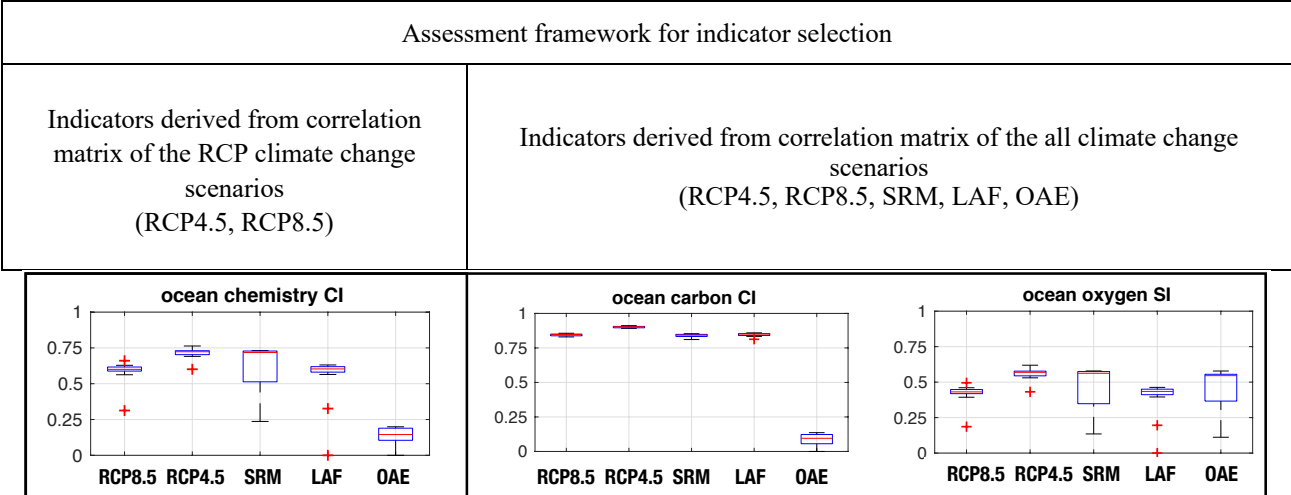 Assessment framework for indicator selection
Indicators derived from correlation
matrix of the RCP climate change
scenarios
(RCP4.5, RCP8.5)
Indicators derived from correlation matrix of the all climate change
scenarios
(RCP4.5, RCP8.5, SRM, LAF, OAE)
ocean chemistry CI
1
0.75
0.5
0.25
0
RCP8.5 RCP4.5 SRM LAF OAE
ocean carbon CI
1
0.75
0.5
0.25
0
RCP8.5 RCP4.5 SRM LAF OAE
ocean oxygen SI
1
0.75
0.5
0.25
0
RCP8.5 RCP4.5 SRM LAF OAE